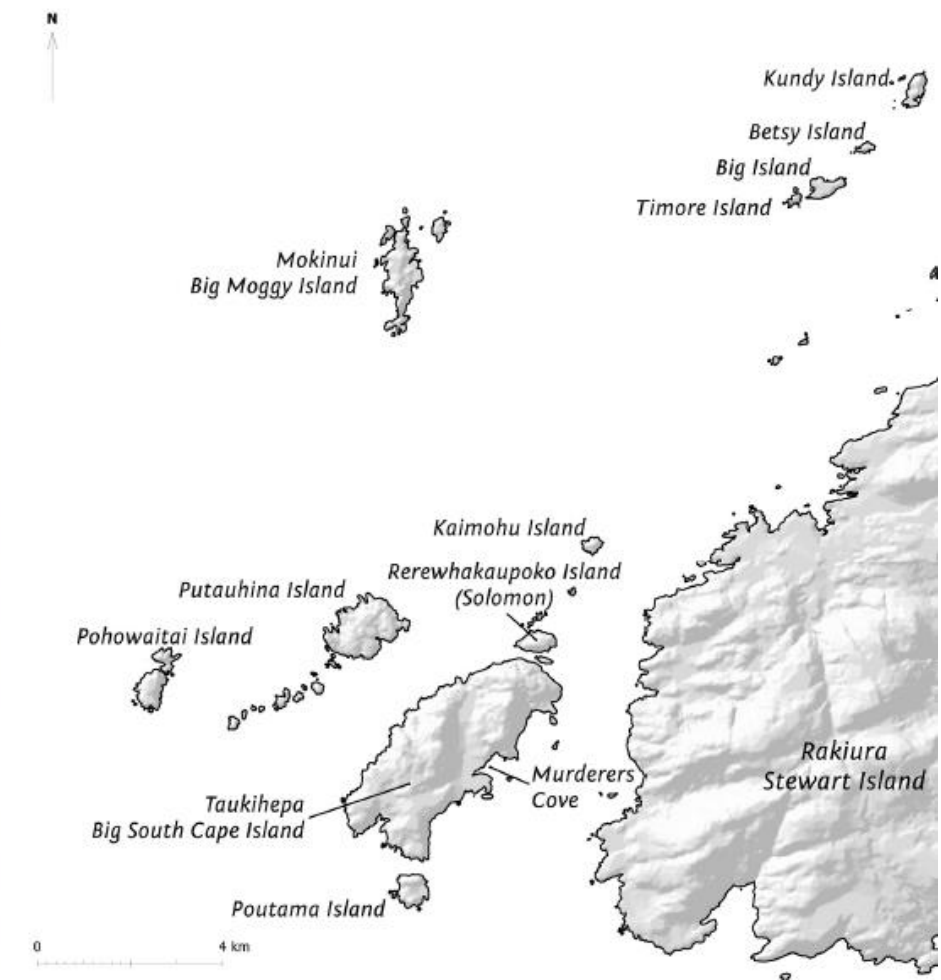 N
Kundy Island
Betsy Island
Big Island
Timore Island
Mokinui
Big Moggy Island
Kaimohu Island
Rerewhakaupoko Island
(Solomon)
Putauhina Island
Pohowaitai Island
Rakiura
Stewart Island
Murderers
Cove
Taukihepa
Big South Cape Island
Poutama Island
0
4 km